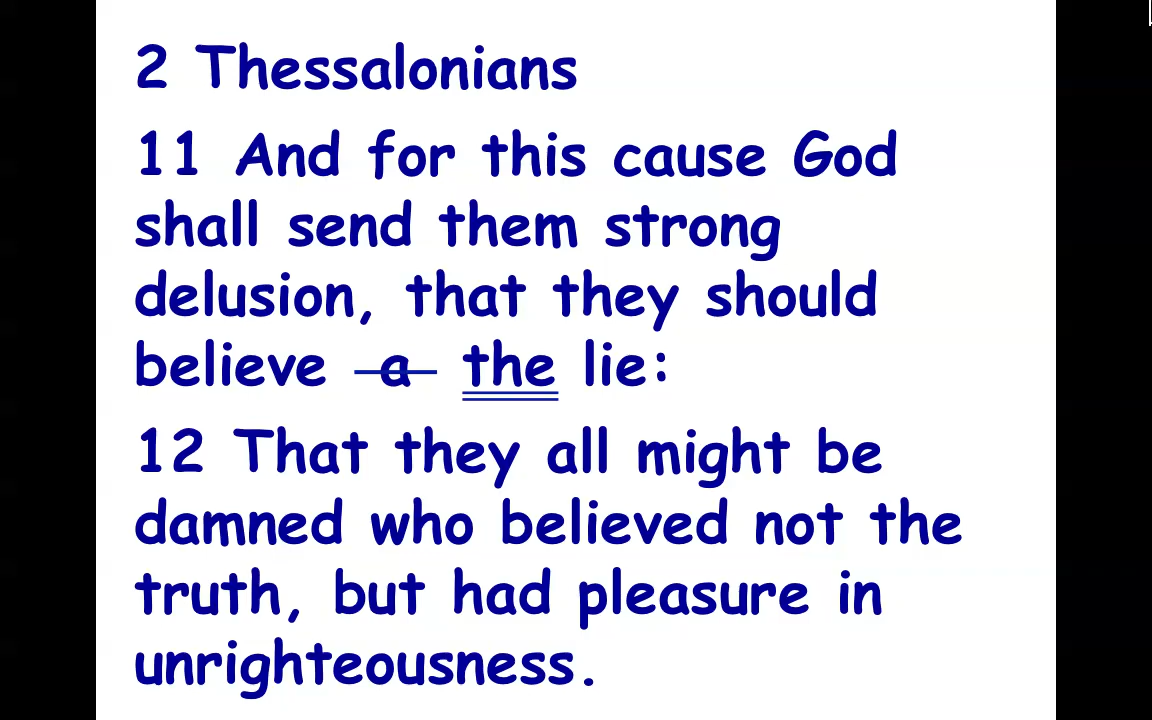 2 Thessalonians
11 And for this cause God
shall send them strong
delusion, that they should
believe a the lie:
12 That they all might be
damned who believed not the
truth, but had pleasure in
unrighteousness.